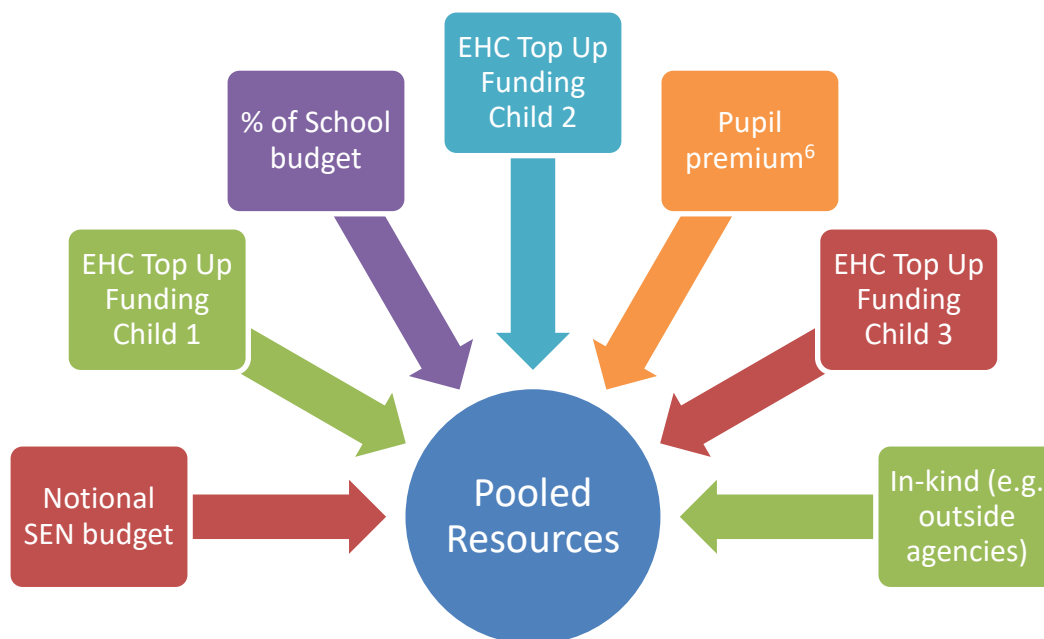 EHC Top Up
Funding
Child 2
% of School
budget
Pupil
premium⁶
EHC Top Up
Funding
Child 1
EHC Top Up
Funding
Child 3
Notional
SEN budget
Pooled
Resources
In-kind (e.g.
outside
agencies)